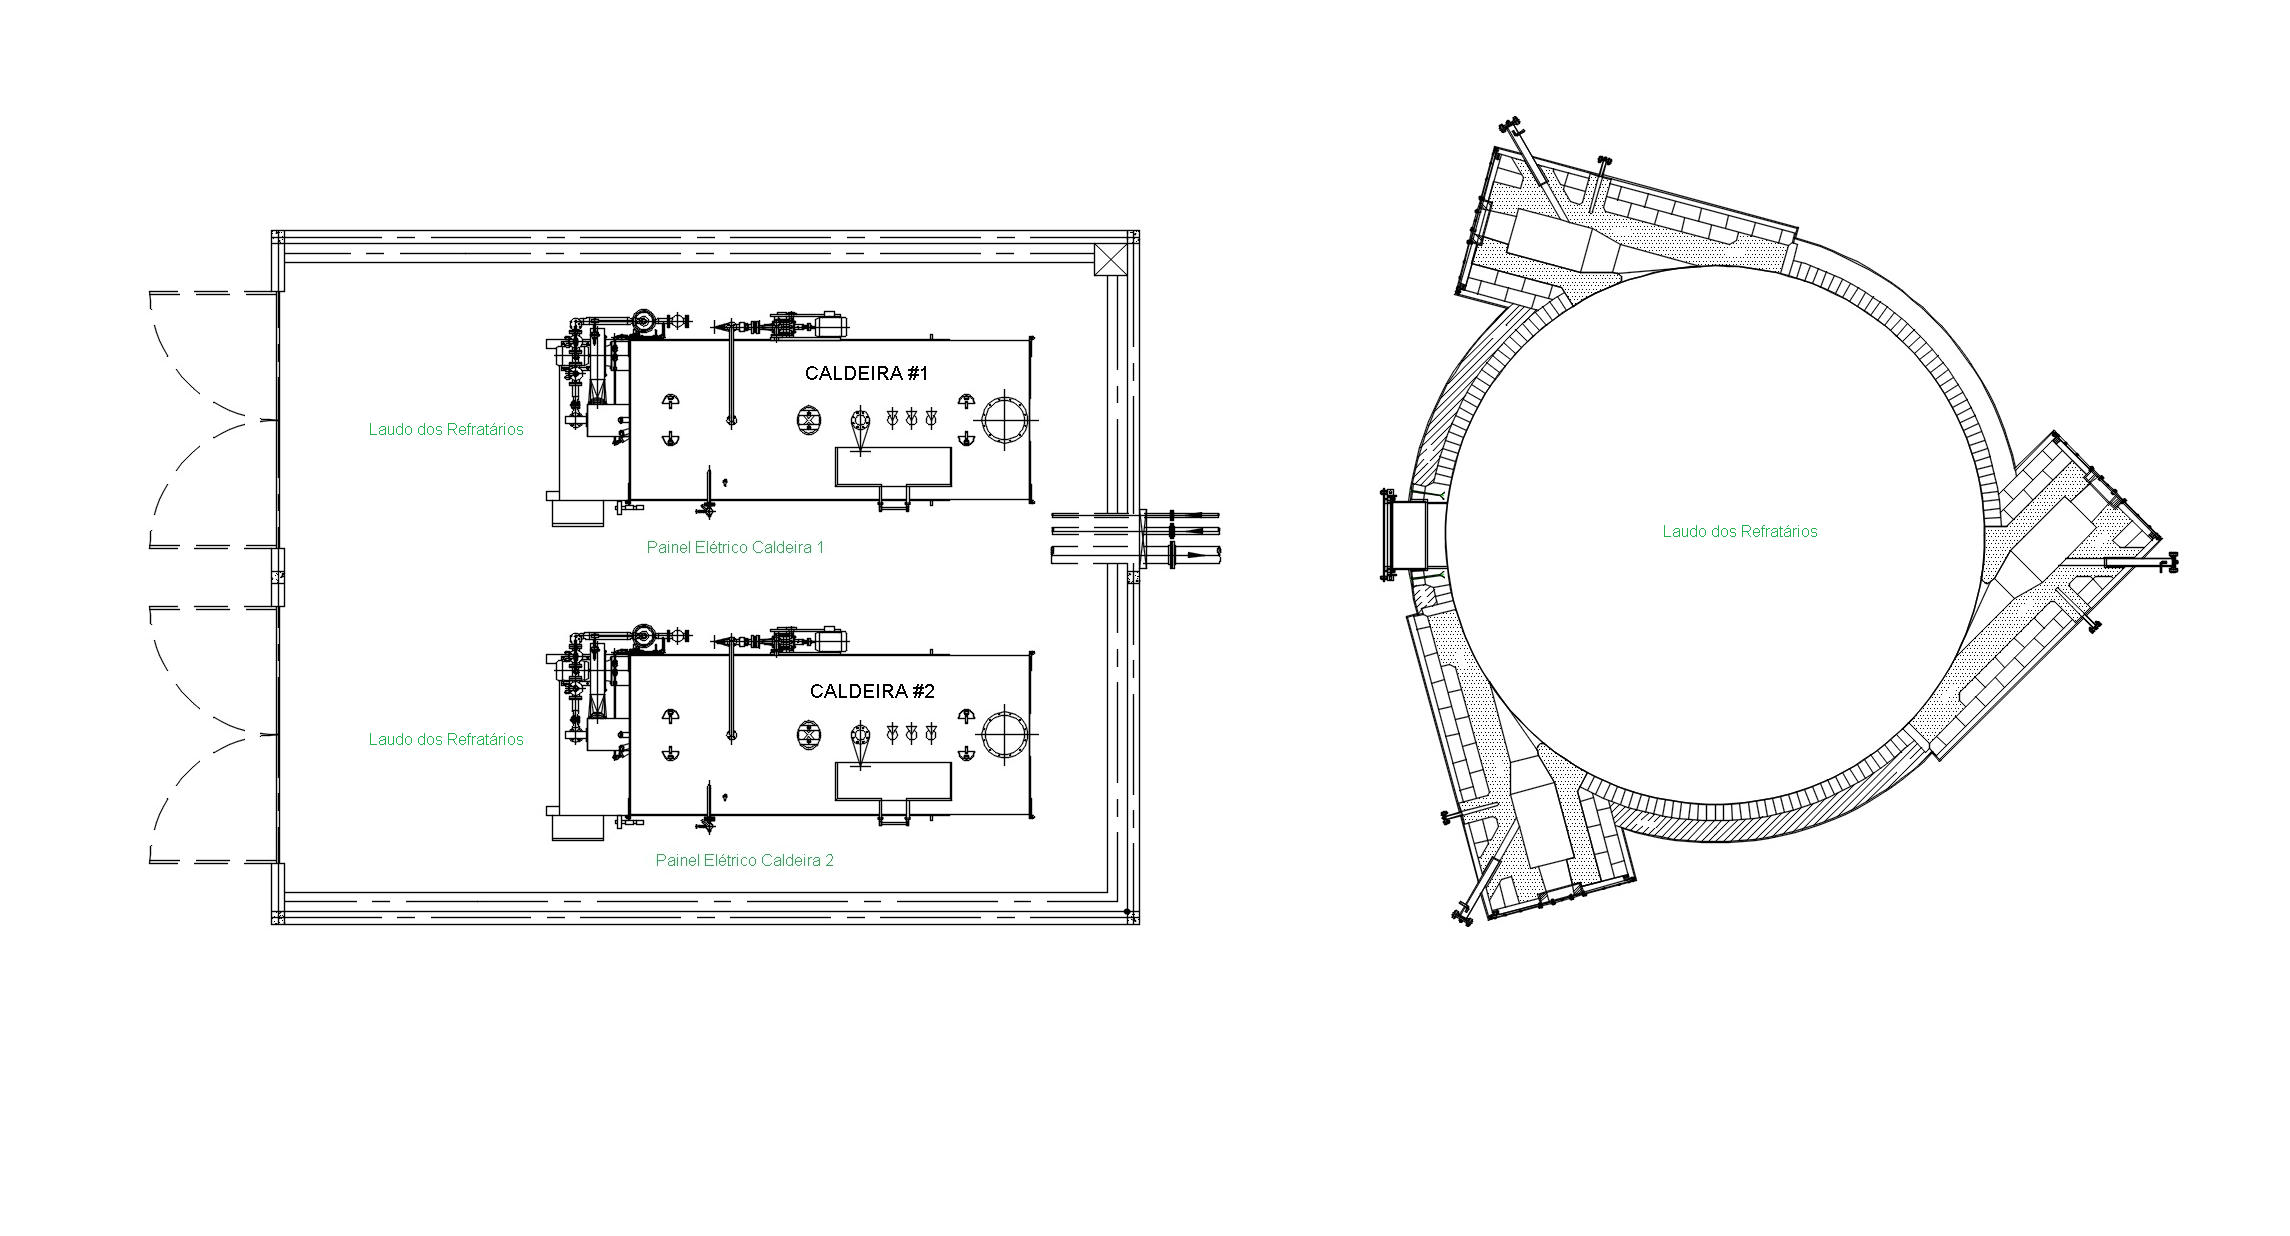 CALDEIRA #1
Laudo dos Refratários
Painel Elétrico Caldeira 1
CALDEIRA #2
Laudo dos Refratários
Painel Elétrico Caldeira 2
Laudo dos Refratários